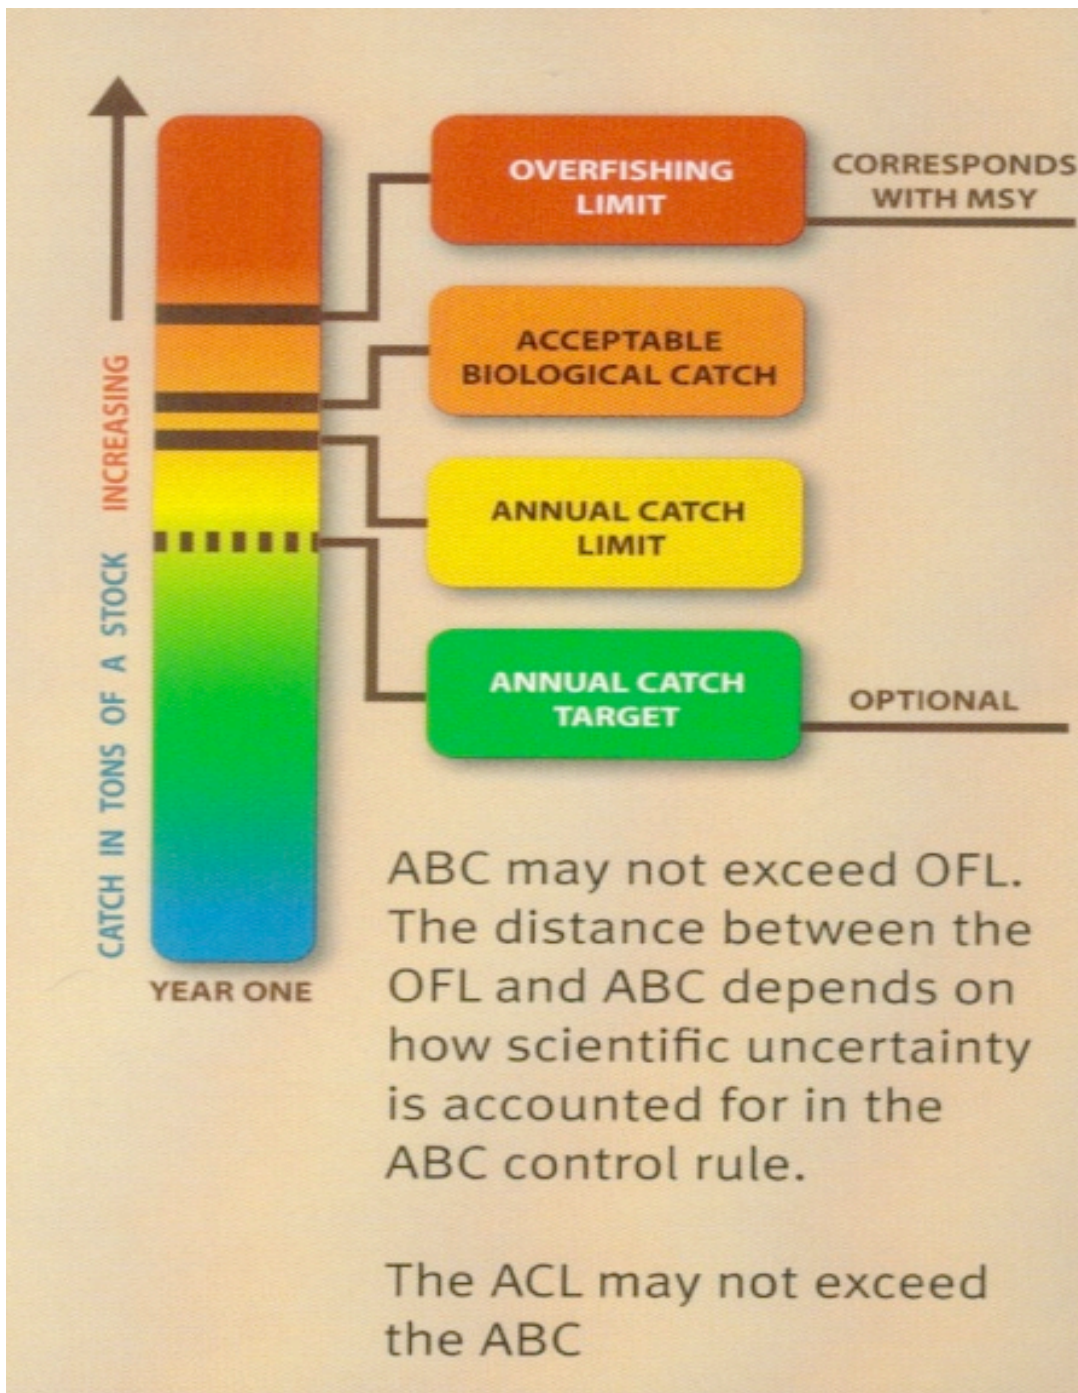 OVERFISHING
LIMIT
CORRESPONDS
WITH MSY
ACCEPTABLE
BIOLOGICAL CATCH
ANNUAL CATCH
LIMIT
ANNUAL CATCH
TARGET
OPTIONAL
CATCH IN TONS OF A STOCK INCREASING
YEAR ONE
ABC may not exceed OFL.
The distance between the
OFL and ABC depends on
how scientific uncertainty
is accounted for in the
ABC control rule.
The ACL may not exceed
the ABC